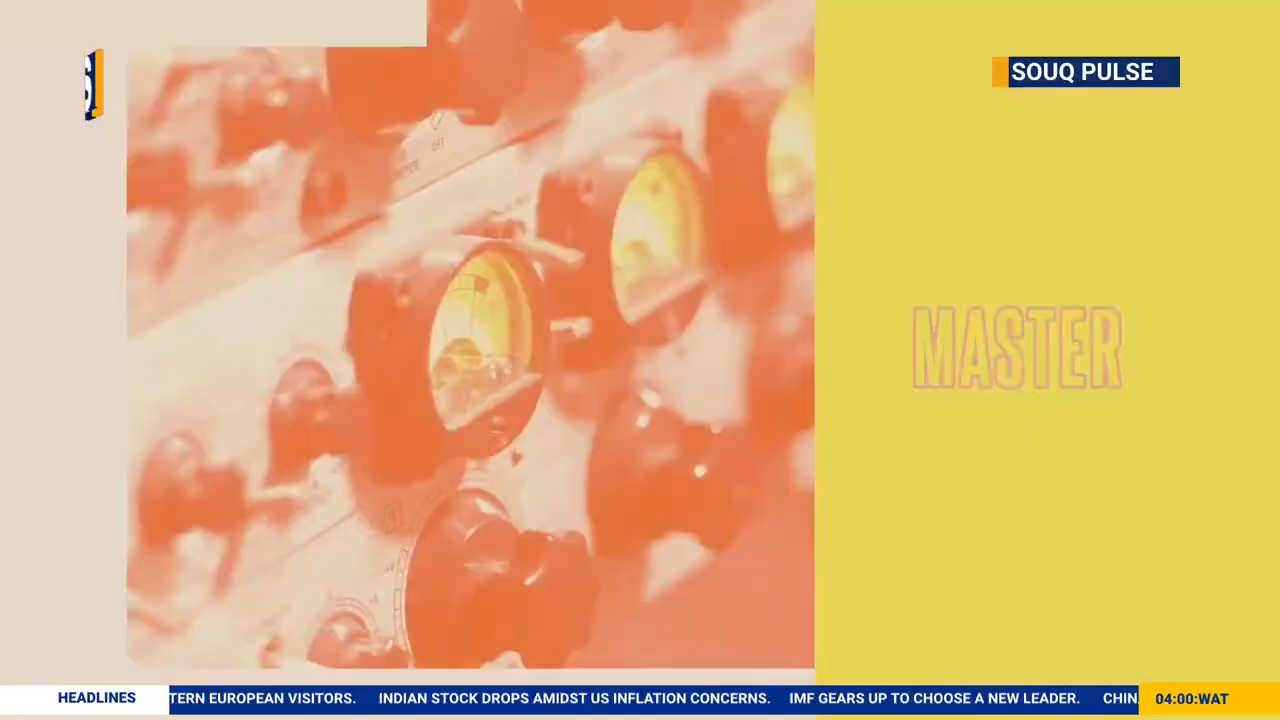 S
SOUQ PULSE
OFF
MASTER
HEADLINES
TERN EUROPEAN VISITORS. INDIAN STOCK DROPS AMIDST US INFLATION CONCERNS. IMF GEARS UP TO CHOOSE A NEW LEADER. CHIN
04:00:WAT